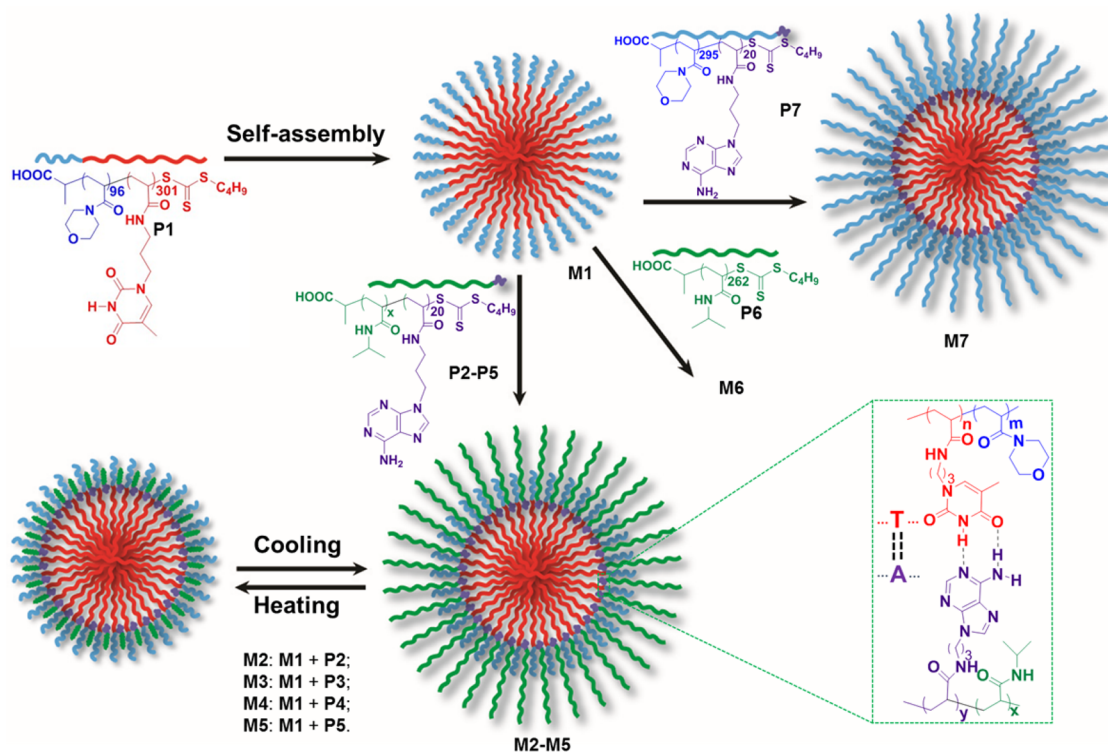 Self-assembly
HOOC
96
301
S
S
S
C4H9
N
O
O
HN
O
P1
O
N
H N
O
M1
HOOC
295
20
S
S
S
C4H9
N
O
O
HN
O
P7
N
N
N
N
NH2
HOOC
262
S
S
S
C4H9
O
HN
P6
M6
M7
HOOC
x
20
S
S
S
C4H9
O
O
HN
HN
P2-P5
N
N
N
N
NH2
Cooling
Heating
M2: M1 + P2;
M3: M1 + P3;
M4: M1 + P4;
M5: M1 + P5.
M2-M5
n
m
O
O
N
HN
O
( )3
N
...T...
O
NH
O
H
H
...A...
N
N-H
N
N
N
( )3
O
NH
O
NH
y
x